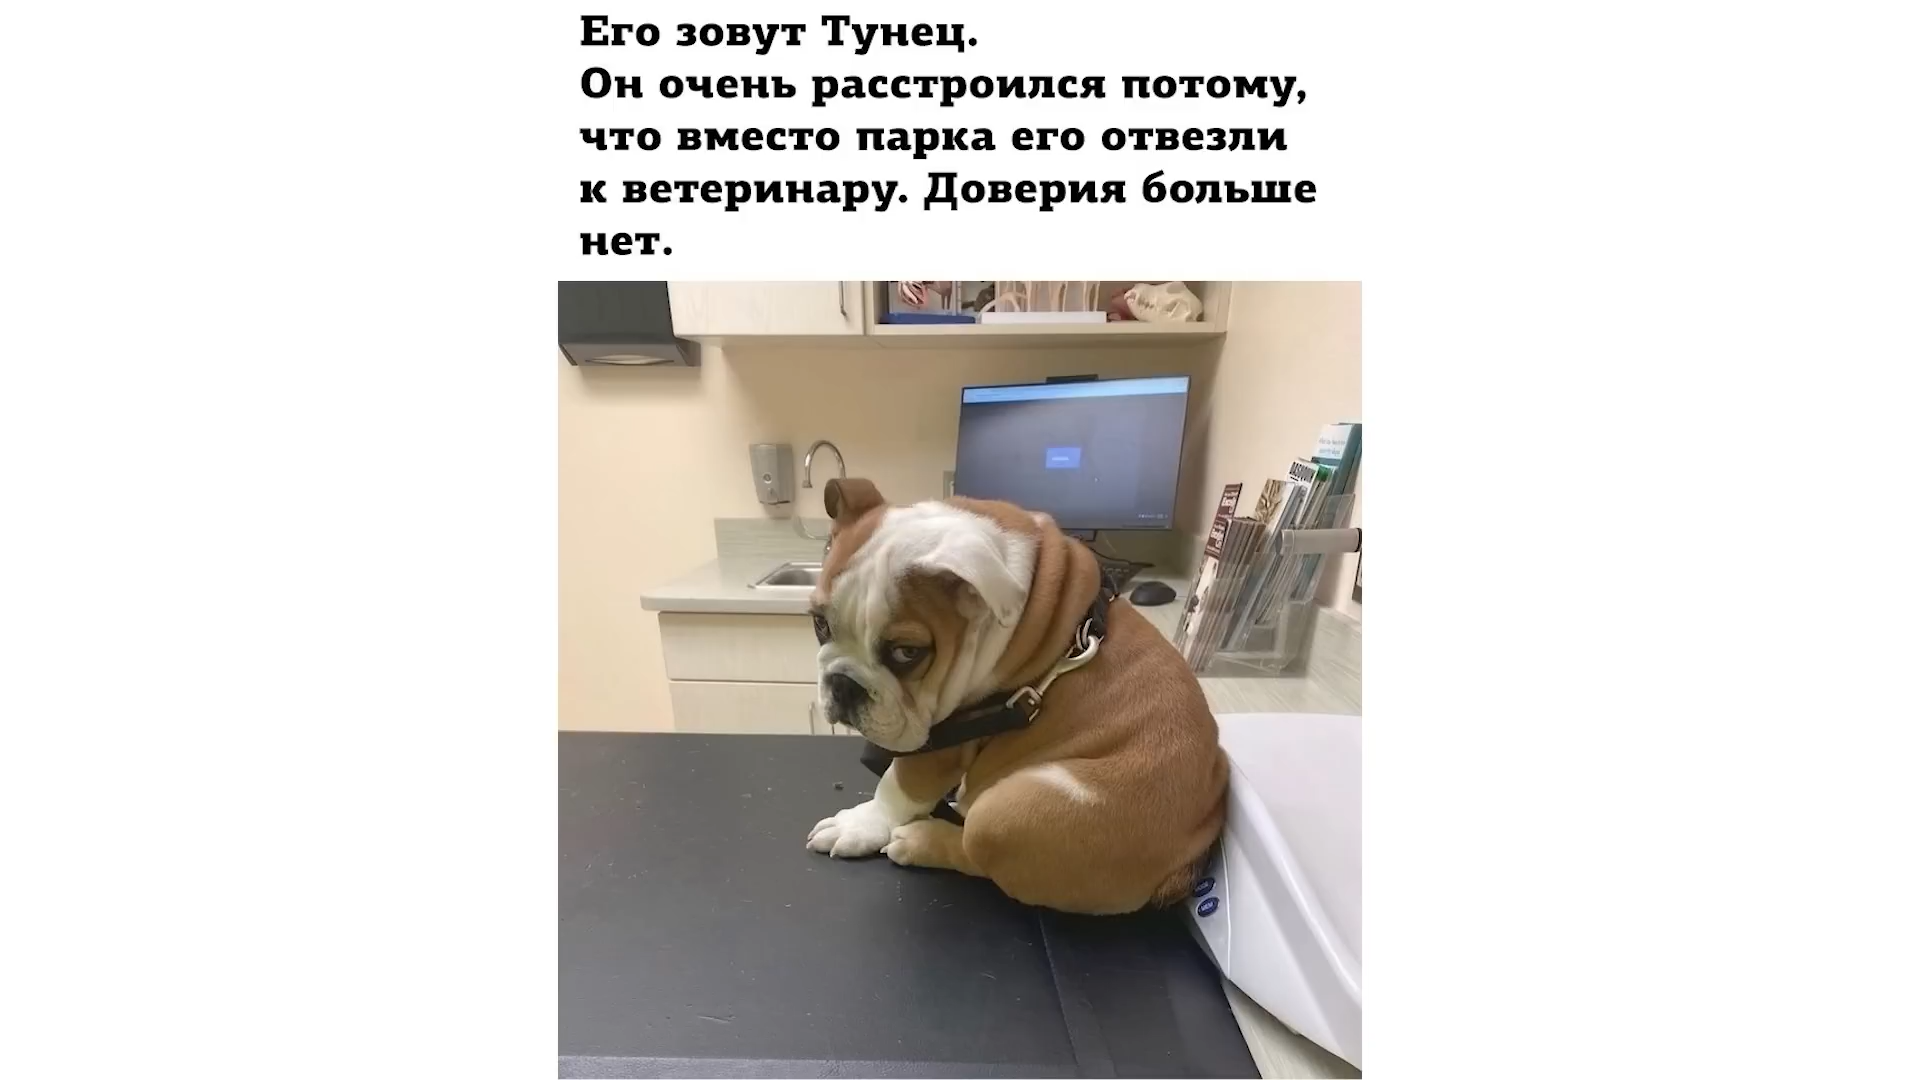 Его зовут Тунец.
Он очень расстроился потому,
что вместо парка его отвезли
к ветеринару. Доверия больше
нет.